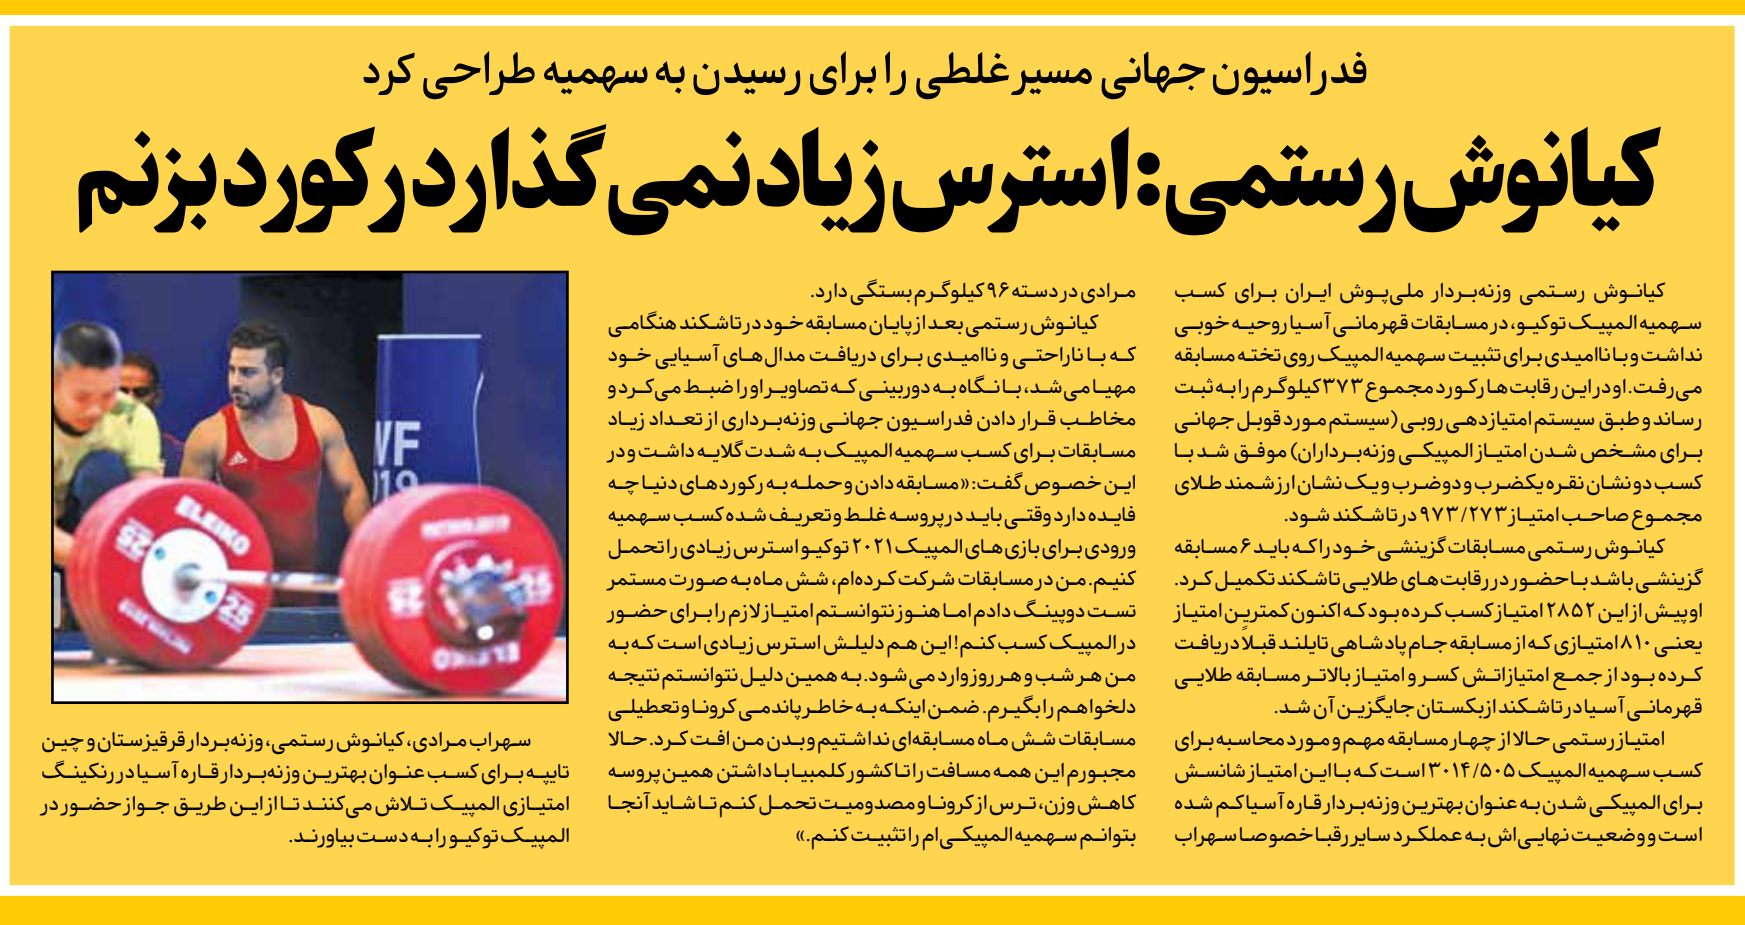 فدراسیون جهانی مسیر غلطی را برای رسیدن به سهمیه طراحی کرد
کیانوش رستمی: استرس زیاد نمی‌گذارد رکورد بزنم
کیانوش رستمی وزنه‌بردار ملی‌پوش ایران برای کسب
سهمیه المپیک توکیو، در مسابقات قهرمانی آسیا روحیه خوبی
نداشت و با ناامیدی برای تثبیت سهمیه المپیک روی تخته مسابقه
می‌رفت. او در این رقابت‌ها رکورد مجموع ۳۷۳ کیلوگرم را به ثبت
رساند و طبق سیستم امتیازدهی روبی (سیستم مورد قوبل جهانی
برای مشخص شدن امتیاز المپیکی وزنه‌برداران) موفق شد با
کسب دو نشان نقره یکضرب و دوضرب و یک نشان ارزشمند طلای
مجموع صاحب امتیاز ۹۷۳/۲۷۳ در تاشکند شود.
کیانوش رستمی مسابقات گزینشی خود را که باید ۶ مسابقه
گزینشی باشد با حضور در رقابت‌های طلایی تاشکند تکمیل کرد.
او پیش از این ۲۸۵۲ امتیاز کسب کرده بود که اکنون کمترین امتیاز
یعنی ۸۱۰ امتیازی که از مسابقه جام پادشاهی تایلند قبلاً دریافت
کرده بود از جمع امتیازاتش کسر و امتیاز بالاتر مسابقه طلایی
قهرمانی آسیا در تاشکند ازبکستان جایگزین آن شد.
امتیاز رستمی حالا از چهار مسابقه مهم و مورد محاسبه برای
کسب سهمیه المپیک ۳۰۱۴/۵۰۵ است که با این امتیاز شانسش
برای المپیکی شدن به عنوان بهترین وزنه‌بردار قاره آسیا کم شده
است و وضعیت نهایی‌اش به عملکرد سایر رقبا خصوصا سهراب
مرادی در دسته ۹۶ کیلوگرم بستگی دارد.
کیانوش رستمی بعد از پایان مسابقه خود در تاشکند هنگامی
که با ناراحتی و ناامیدی برای دریافت مدال‌های آسیایی خود
مهیا می‌شد، با نگاه به دوربینی که تصاویر او را ضبط می‌کرد و
مخاطب قرار دادن فدراسیون جهانی وزنه‌برداری از تعداد زیاد
مسابقات برای کسب سهمیه المپیک به شدت گلایه داشت و در
این خصوص گفت: «مسابقه دادن و حمله به رکوردهای دنیا چه
فایده دارد وقتی باید در پروسه غلط و تعریف شده کسب سهمیه
ورودی برای بازی‌های المپیک ۲۰۲۱ توکیو استرس زیادی را تحمل
کنیم. من در مسابقات شرکت کرده‌ام، شش ماه به صورت مستمر
تست دوپینگ دادم اما هنوز نتوانستم امتیاز لازم را برای حضور
در المپیک کسب کنم! این هم دلیلش استرس زیادی است که به
من هر شب و هر روز وارد می‌شود. به همین دلیل نتوانستم نتیجه
دلخواهم را بگیرم. ضمن اینکه به خاطر پاندمی کرونا و تعطیلی
مسابقات شش ماه مسابقه‌ای نداشتیم و بدن من افت کرد. حالا
مجبورم این همه مسافت را تا کشور کلمبیا با داشتن همین پروسه
کاهش وزن، ترس از کرونا و مصدومیت تحمل کنم تا شاید آنجا
بتوانم سهمیه المپیکی‌ام را تثبیت کنم.»
WF
019
ELEIKO
25
25
25
25
ELEIKO
سهراب مرادی، کیانوش رستمی، وزنه‌بردار قرقیزستان و چین
تایپه برای کسب عنوان بهترین وزنه‌بردار قاره آسیا در رنکینگ
امتیازی المپیک تلاش می‌کنند تا از این طریق جواز حضور در
المپیک توکیو را به دست بیاورند.